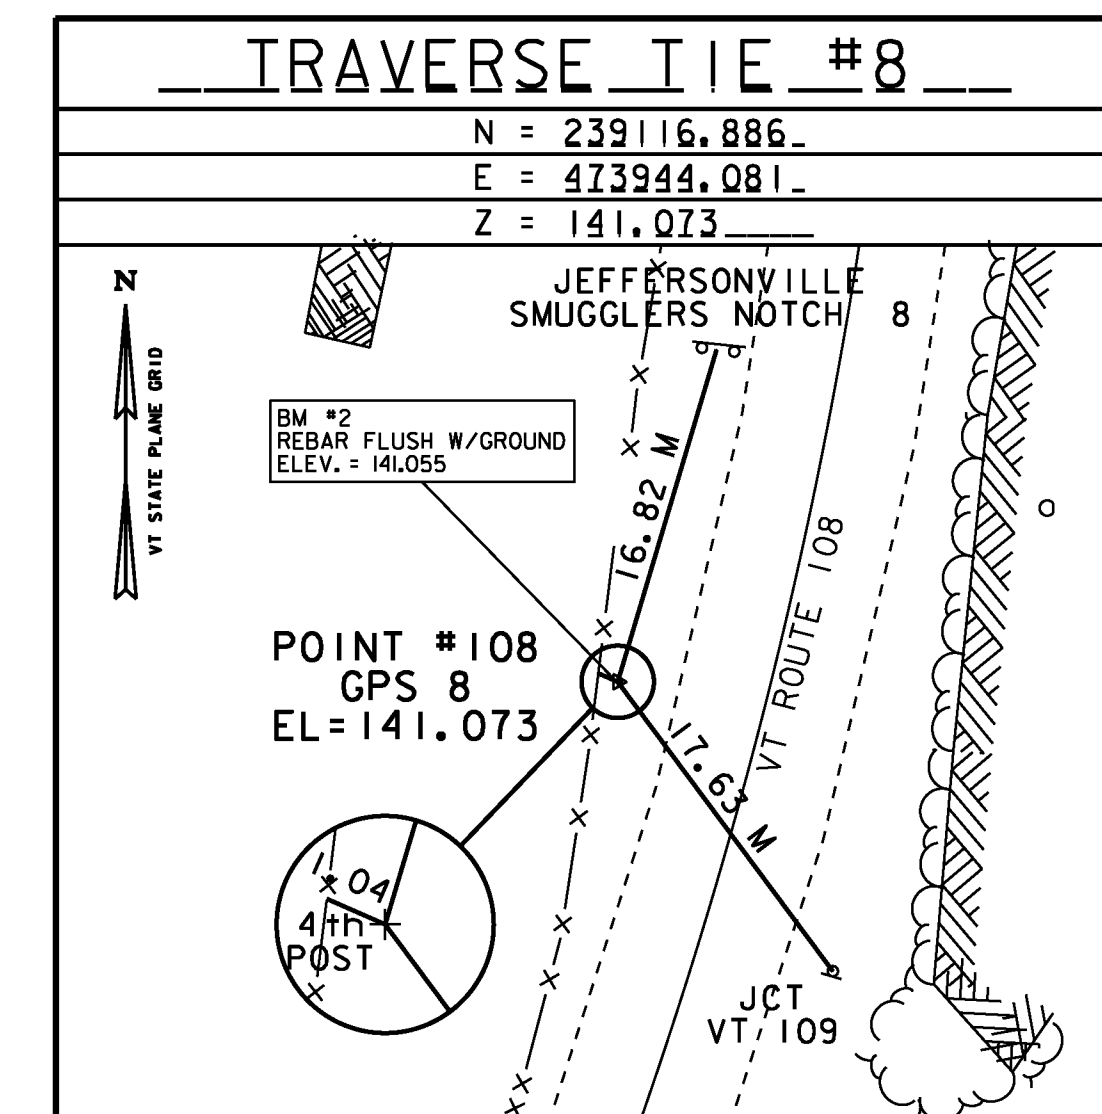 TRAVERSE TIE #8
N = 239116.886
E = 473944.081
Z = 141.073
N
VT STATE PLANE GRID
JEFFERSONVILLE
SMUGGLERS NOTCH 8
BM #2
REBAR FLUSH W/GROUND
ELEV. = 141.055
16.82 M
VT ROUTE 108
POINT #108
GPS 8
EL=141.073
17.63 M
1.04
4th
POST
JCT
VT 109